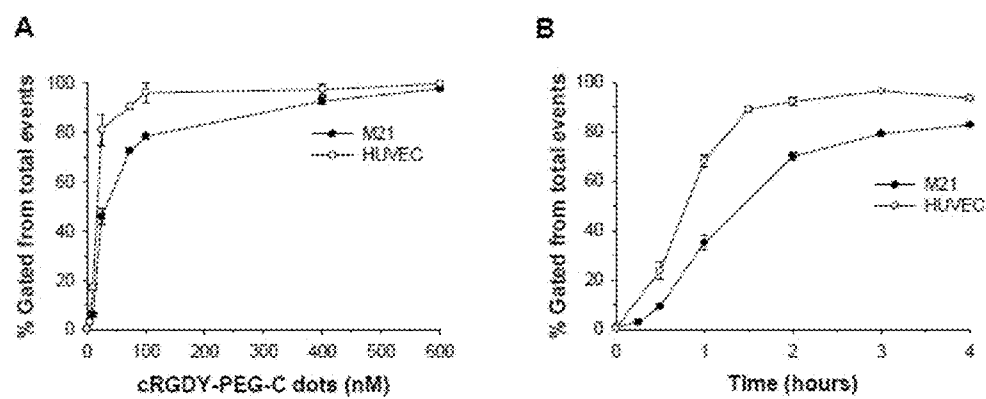 A
% Gated from total events
100
80
60
40
20
0
M21
HUVEC
0 100 200 300 400 500 600
cRGDY-PEG-C dots (nM)
B
% Gated from total events
100
80
60
40
20
0
M21
HUVEC
0 1 2 3 4
Time (hours)